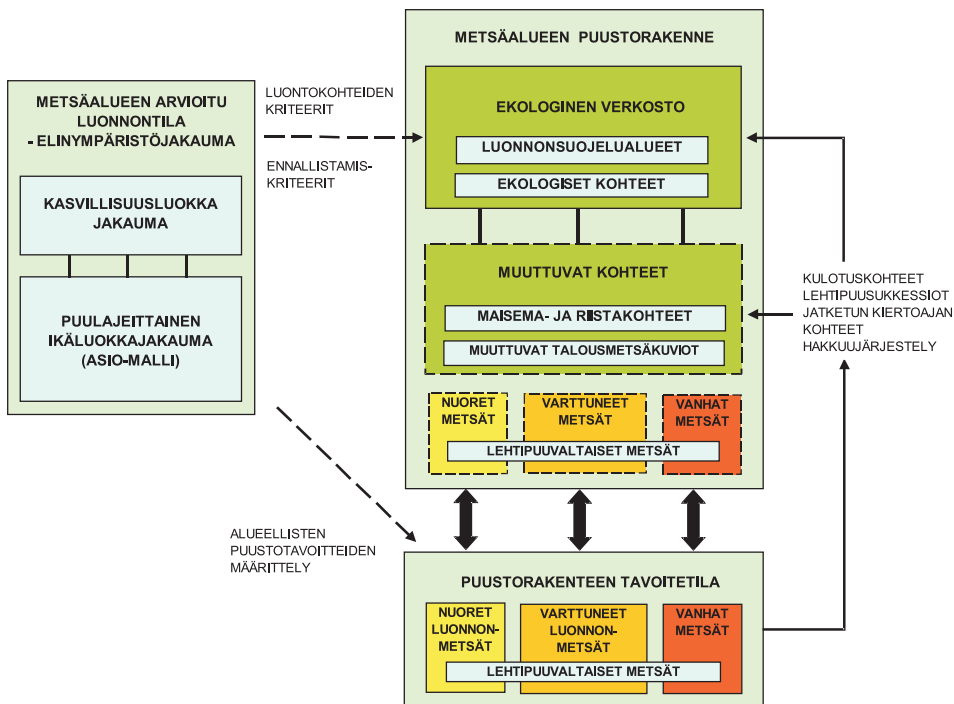 METSÄALUEEN ARVIOITU
LUONNONTILA
- ELINYMPÄRISTÖJAKAUMA
KASVILLISUUSLUOKKA
JAKAUMA
PUULAJEITTAINEN
IKÄLUOKKAJAKAUMA
(ASIO-MALLI)
LUONTOKOHTEIDEN
KRITEERIT
ENNALLISTAMIS-
KRITEERIT
ALUEELLISTEN
PUUSTOTAVOITTEIDEN
MÄÄRITTELY
METSÄALUEEN PUUSTORAKENNE
EKOLOGINEN VERKOSTO
LUONNONSUOJELUALUEET
EKOLOGISET KOHTEET
MUUTTUVAT KOHTEET
MAISEMA- JA RIISTAKOHTEET
MUUTTUVAT TALOUSMETSÄKUVIOT
NUORET
METSÄT
VARTTUNEET
METSÄT
VANHAT
METSÄT
LEHTIPUUVALTAISET METSÄT
KULOTUSKOHTEET
LEHTIPUUSUKKESSIOT
JATKETUN KIERTOAJAN
KOHTEET
HAKKUUJÄRJESTELY
PUUSTORAKENTEEN TAVOITETILA
NUORET
LUONNON-
METSÄT
VARTTUNEET
LUONNON-
METSÄT
VANHAT
METSÄT
LEHTIPUUVALTAISET METSÄT